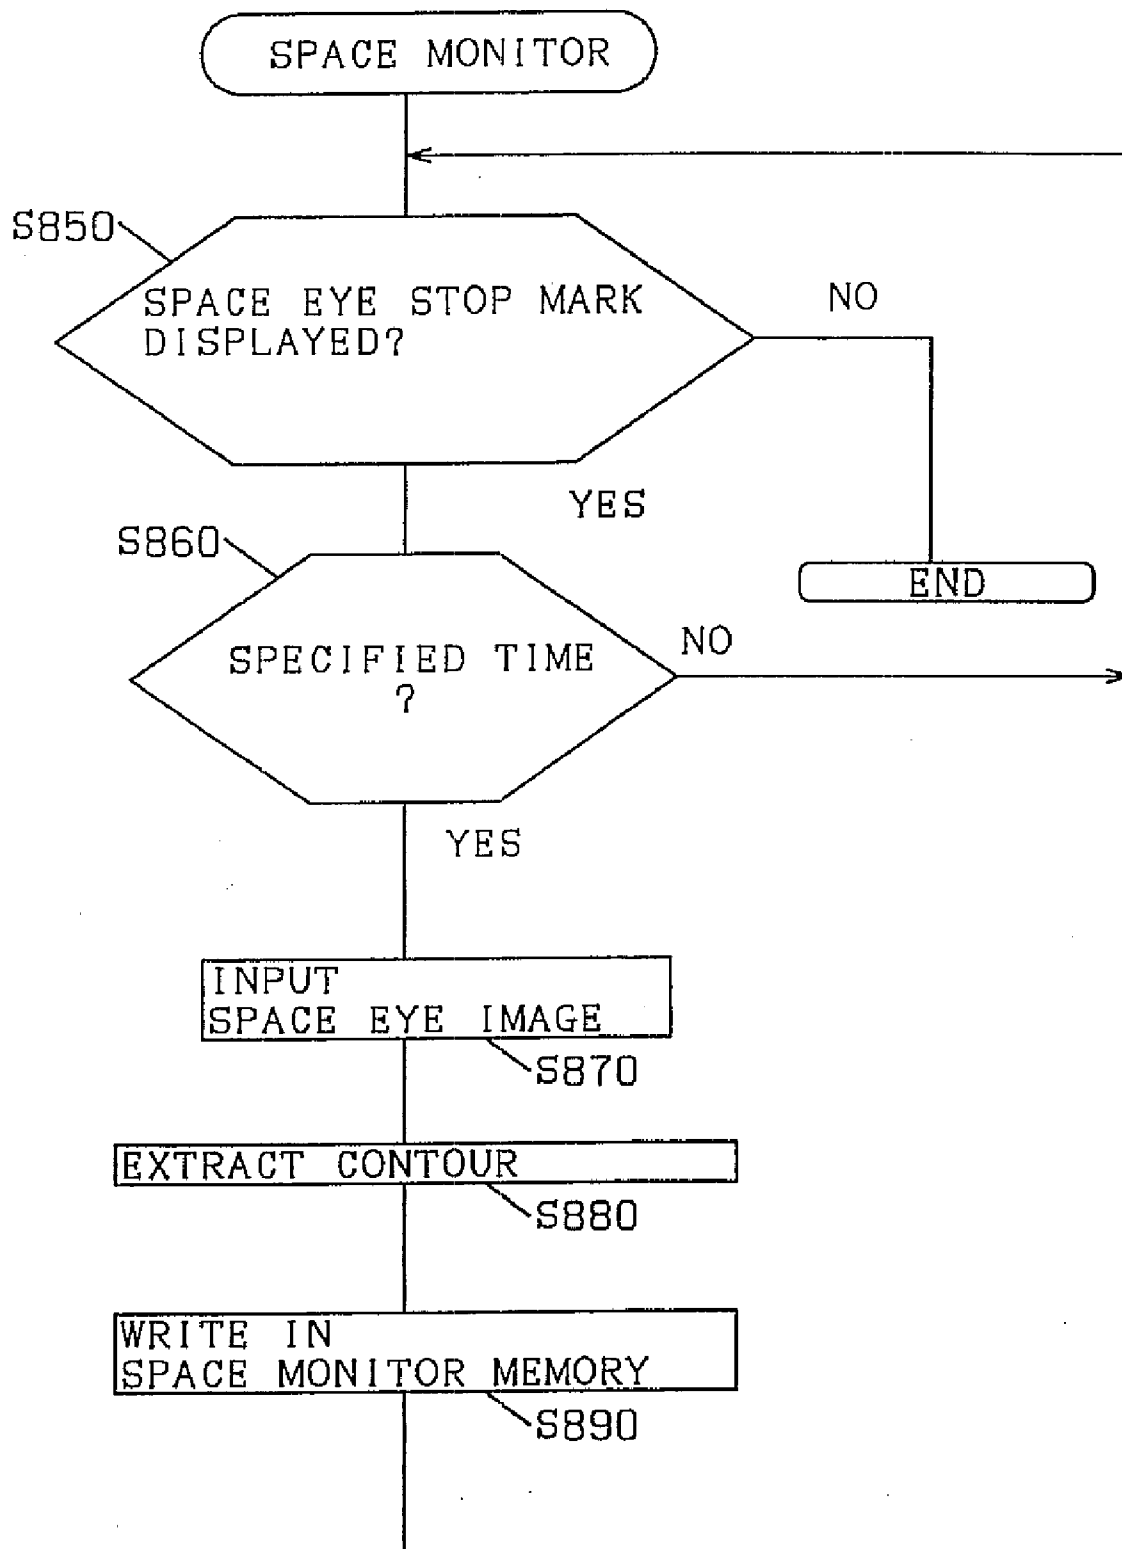 SPACE MONITOR
S850
SPACE EYE STOP MARK
DISPLAYED?
NO
YES
S860
END
SPECIFIED TIME
?
NO
YES
INPUT
SPACE EYE IMAGE
S870
EXTRACT CONTOUR
S880
WRITE IN
SPACE MONITOR MEMORY
S890